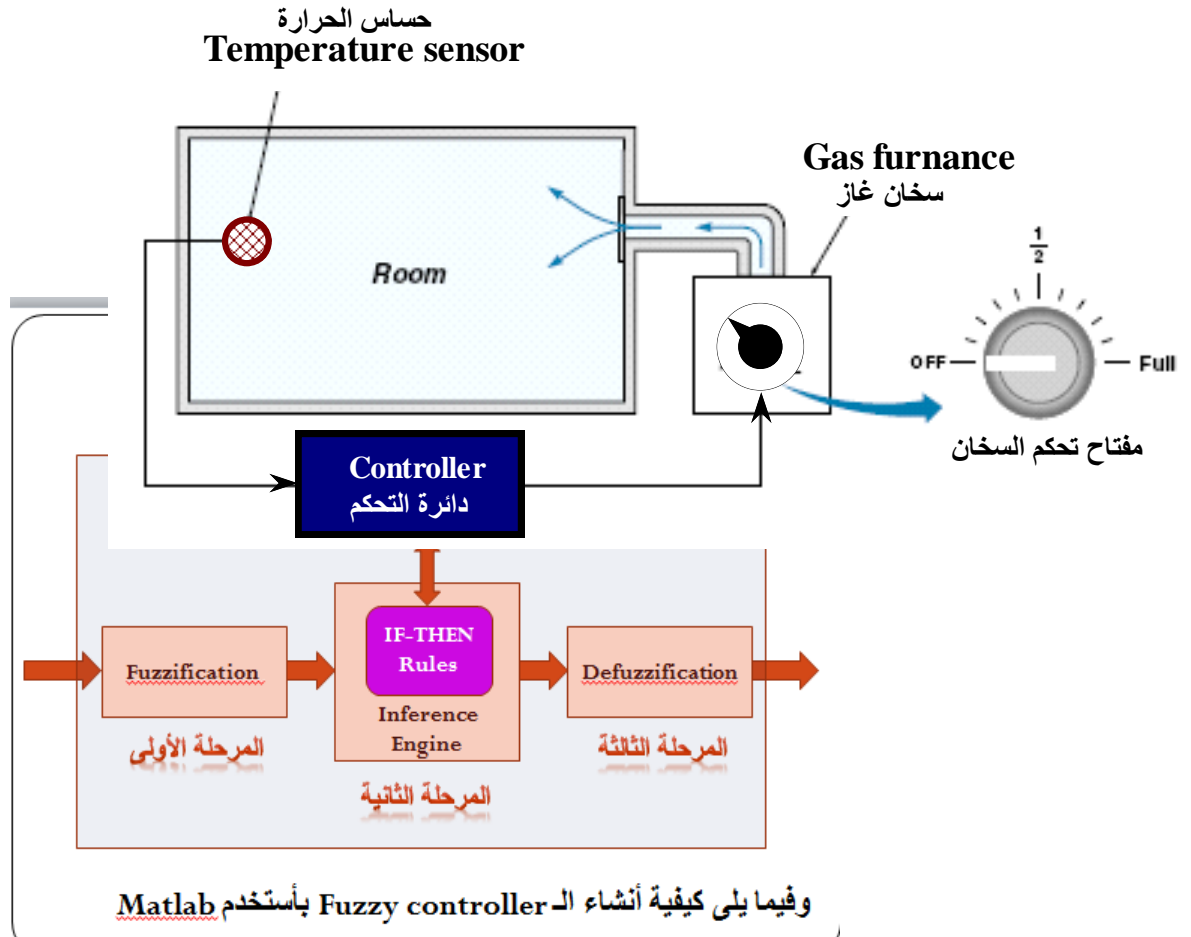 حساس الحرارة
Temperature sensor
Gas furnance
سخان غاز
Room
1
2
OFF
Full
مفتاح تحكم السخان
Controller
دائرة التحكم
Fuzzification
IF-THEN
Rules
Inference
Engine
Defuzzification
المرحلة الأولى
المرحلة الثانية
المرحلة الثالثة
وفيما يلى كيفية أنشاء الـ Fuzzy controller بأستخدم Matlab